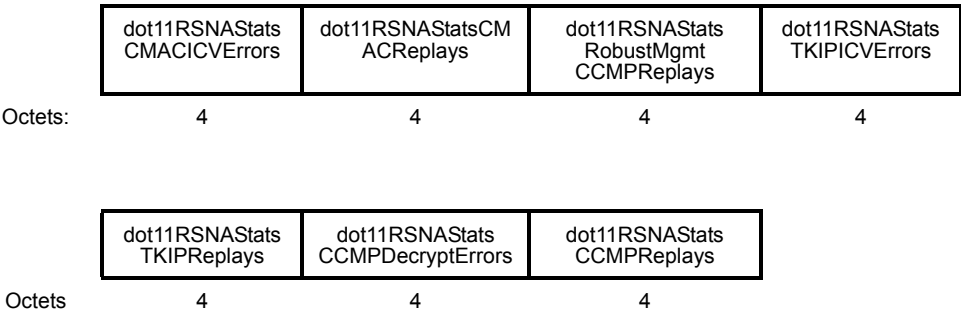 dot11RSNAStats dot11RSNAStatsCM dot11RSNAStats dot11RSNAStats
CMACICVErrors ACReplays RobustMgmt TKIPICVErrors
CCMPReplays
Octets: 4 4 4 4
dot11RSNAStats dot11RSNAStats dot11RSNAStats
TKIPReplays CCMPDecryptErrors CCMPReplays
Octets 4 4 4